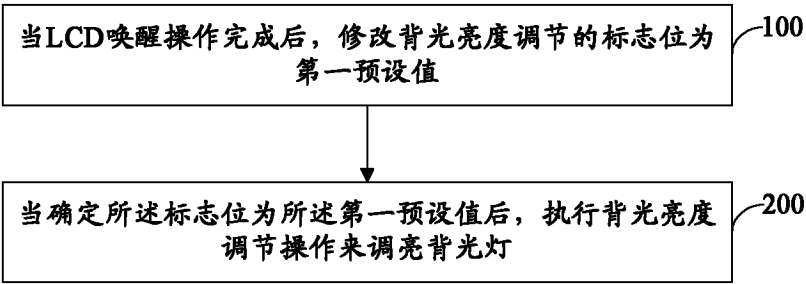 当LCD唤醒操作完成后，修改背光亮度调节的标志位为
第一预设值
100
当确定所述标志位为所述第一预设值后，执行背光亮度
调节操作来调亮背光灯
200